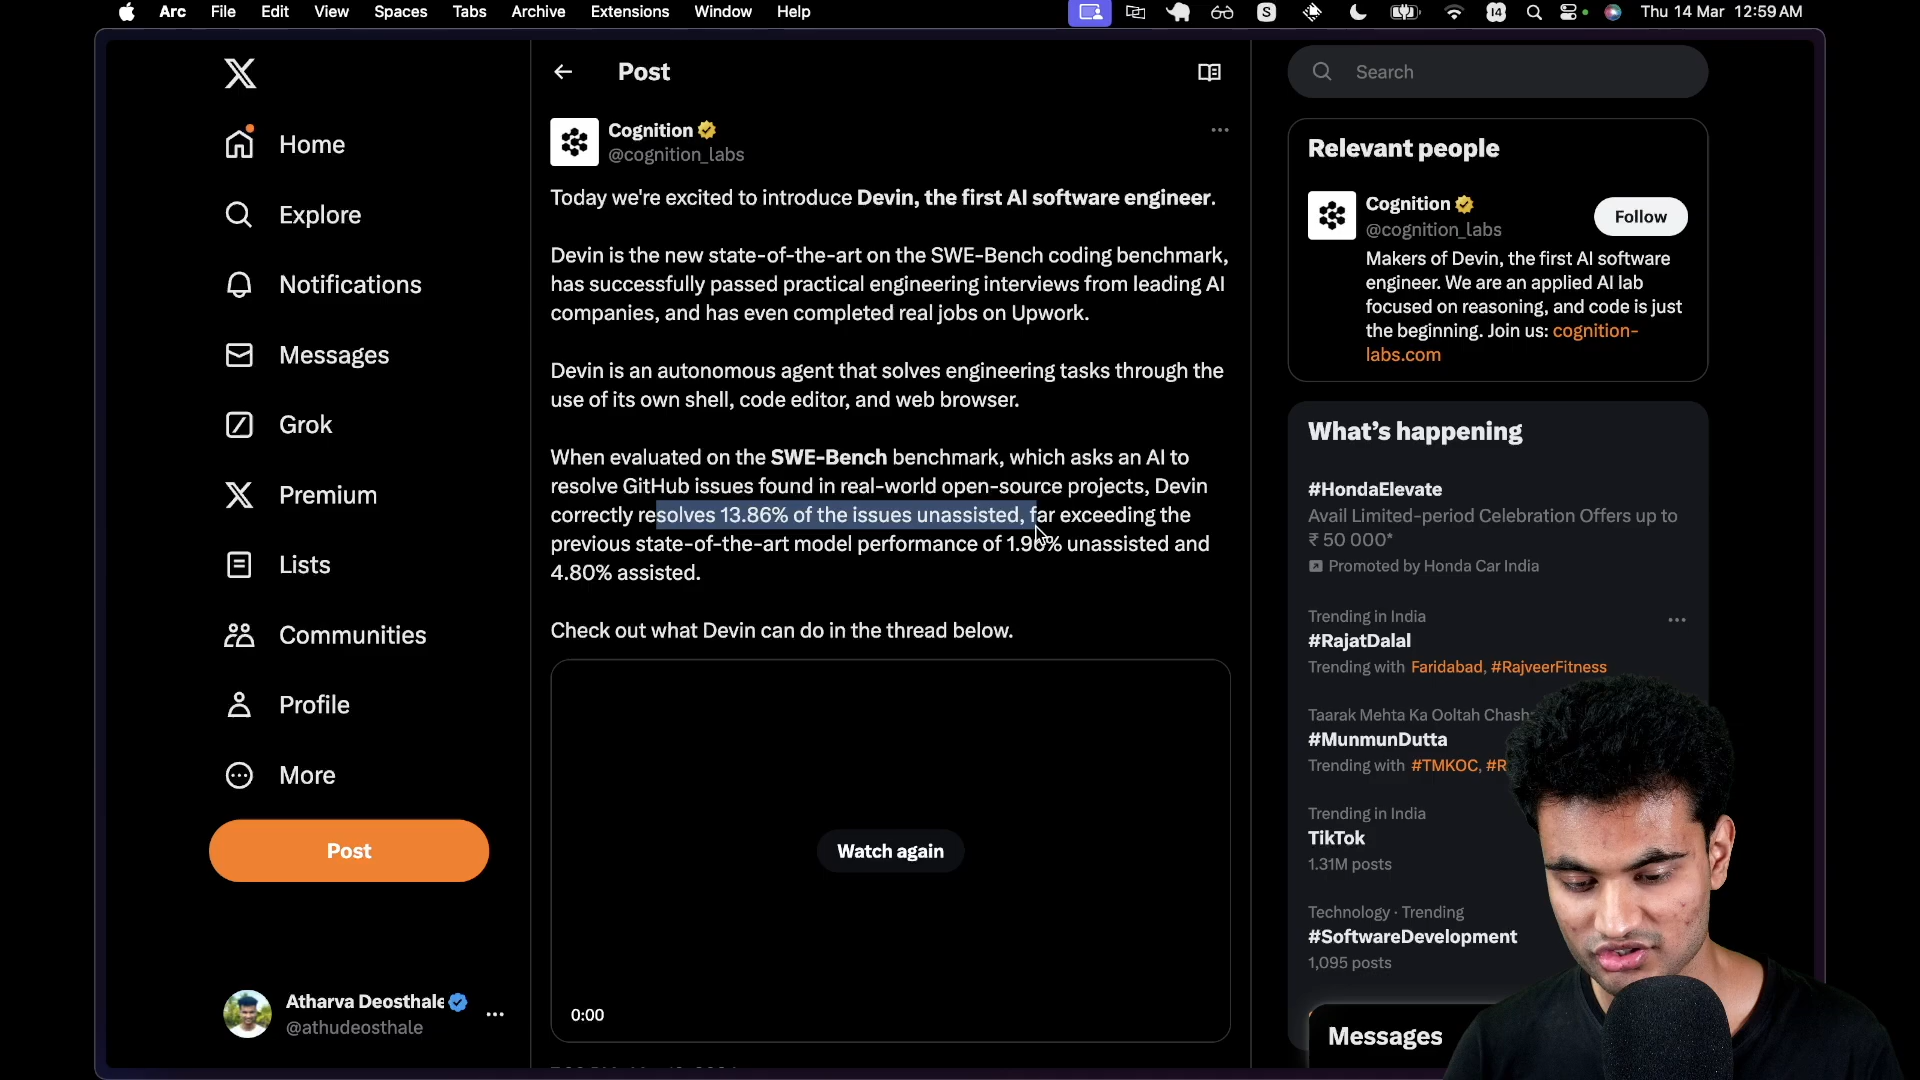 Arc File Edit View Spaces Tabs Archive Extensions Window Help
S 14 Thu 14 Mar 12:59 AM
X
Home
Explore
Notifications
Messages
Grok
Premium
Lists
Communities
Profile
More
Post
Atharva Deosthale
@athudeosthale
Post
Cognition
@cognition_labs
Today we're excited to introduce Devin, the first AI software engineer.
Devin is the new state-of-the-art on the SWE-Bench coding benchmark,
has successfully passed practical engineering interviews from leading AI
companies, and has even completed real jobs on Upwork.
Devin is an autonomous agent that solves engineering tasks through the
use of its own shell, code editor, and web browser.
When evaluated on the SWE-Bench benchmark, which asks an AI to
resolve GitHub issues found in real-world open-source projects, Devin
correctly resolves 13.86% of the issues unassisted, far exceeding the
previous state-of-the-art model performance of 1.96% unassisted and
4.80% assisted.
Check out what Devin can do in the thread below.
Watch again
0:00
Search
Relevant people
Cognition
@cognition_labs
Follow
Makers of Devin, the first AI software
engineer. We are an applied AI lab
focused on reasoning, and code is just
the beginning. Join us: cognition-
labs.com
What's happening
#HondaElevate
Avail Limited-period Celebration Offers up to
₹ 50 000*
Promoted by Honda Car India
Trending in India
#RajatDalal
Trending with Faridabad, #RajveerFitness
Taarak Mehta Ka Ooltah Chash
#MunmunDutta
Trending with #TMKOC, #R
Trending in India
TikTok
1.31M posts
Technology · Trending
#SoftwareDevelopment
1,095 posts
Messages